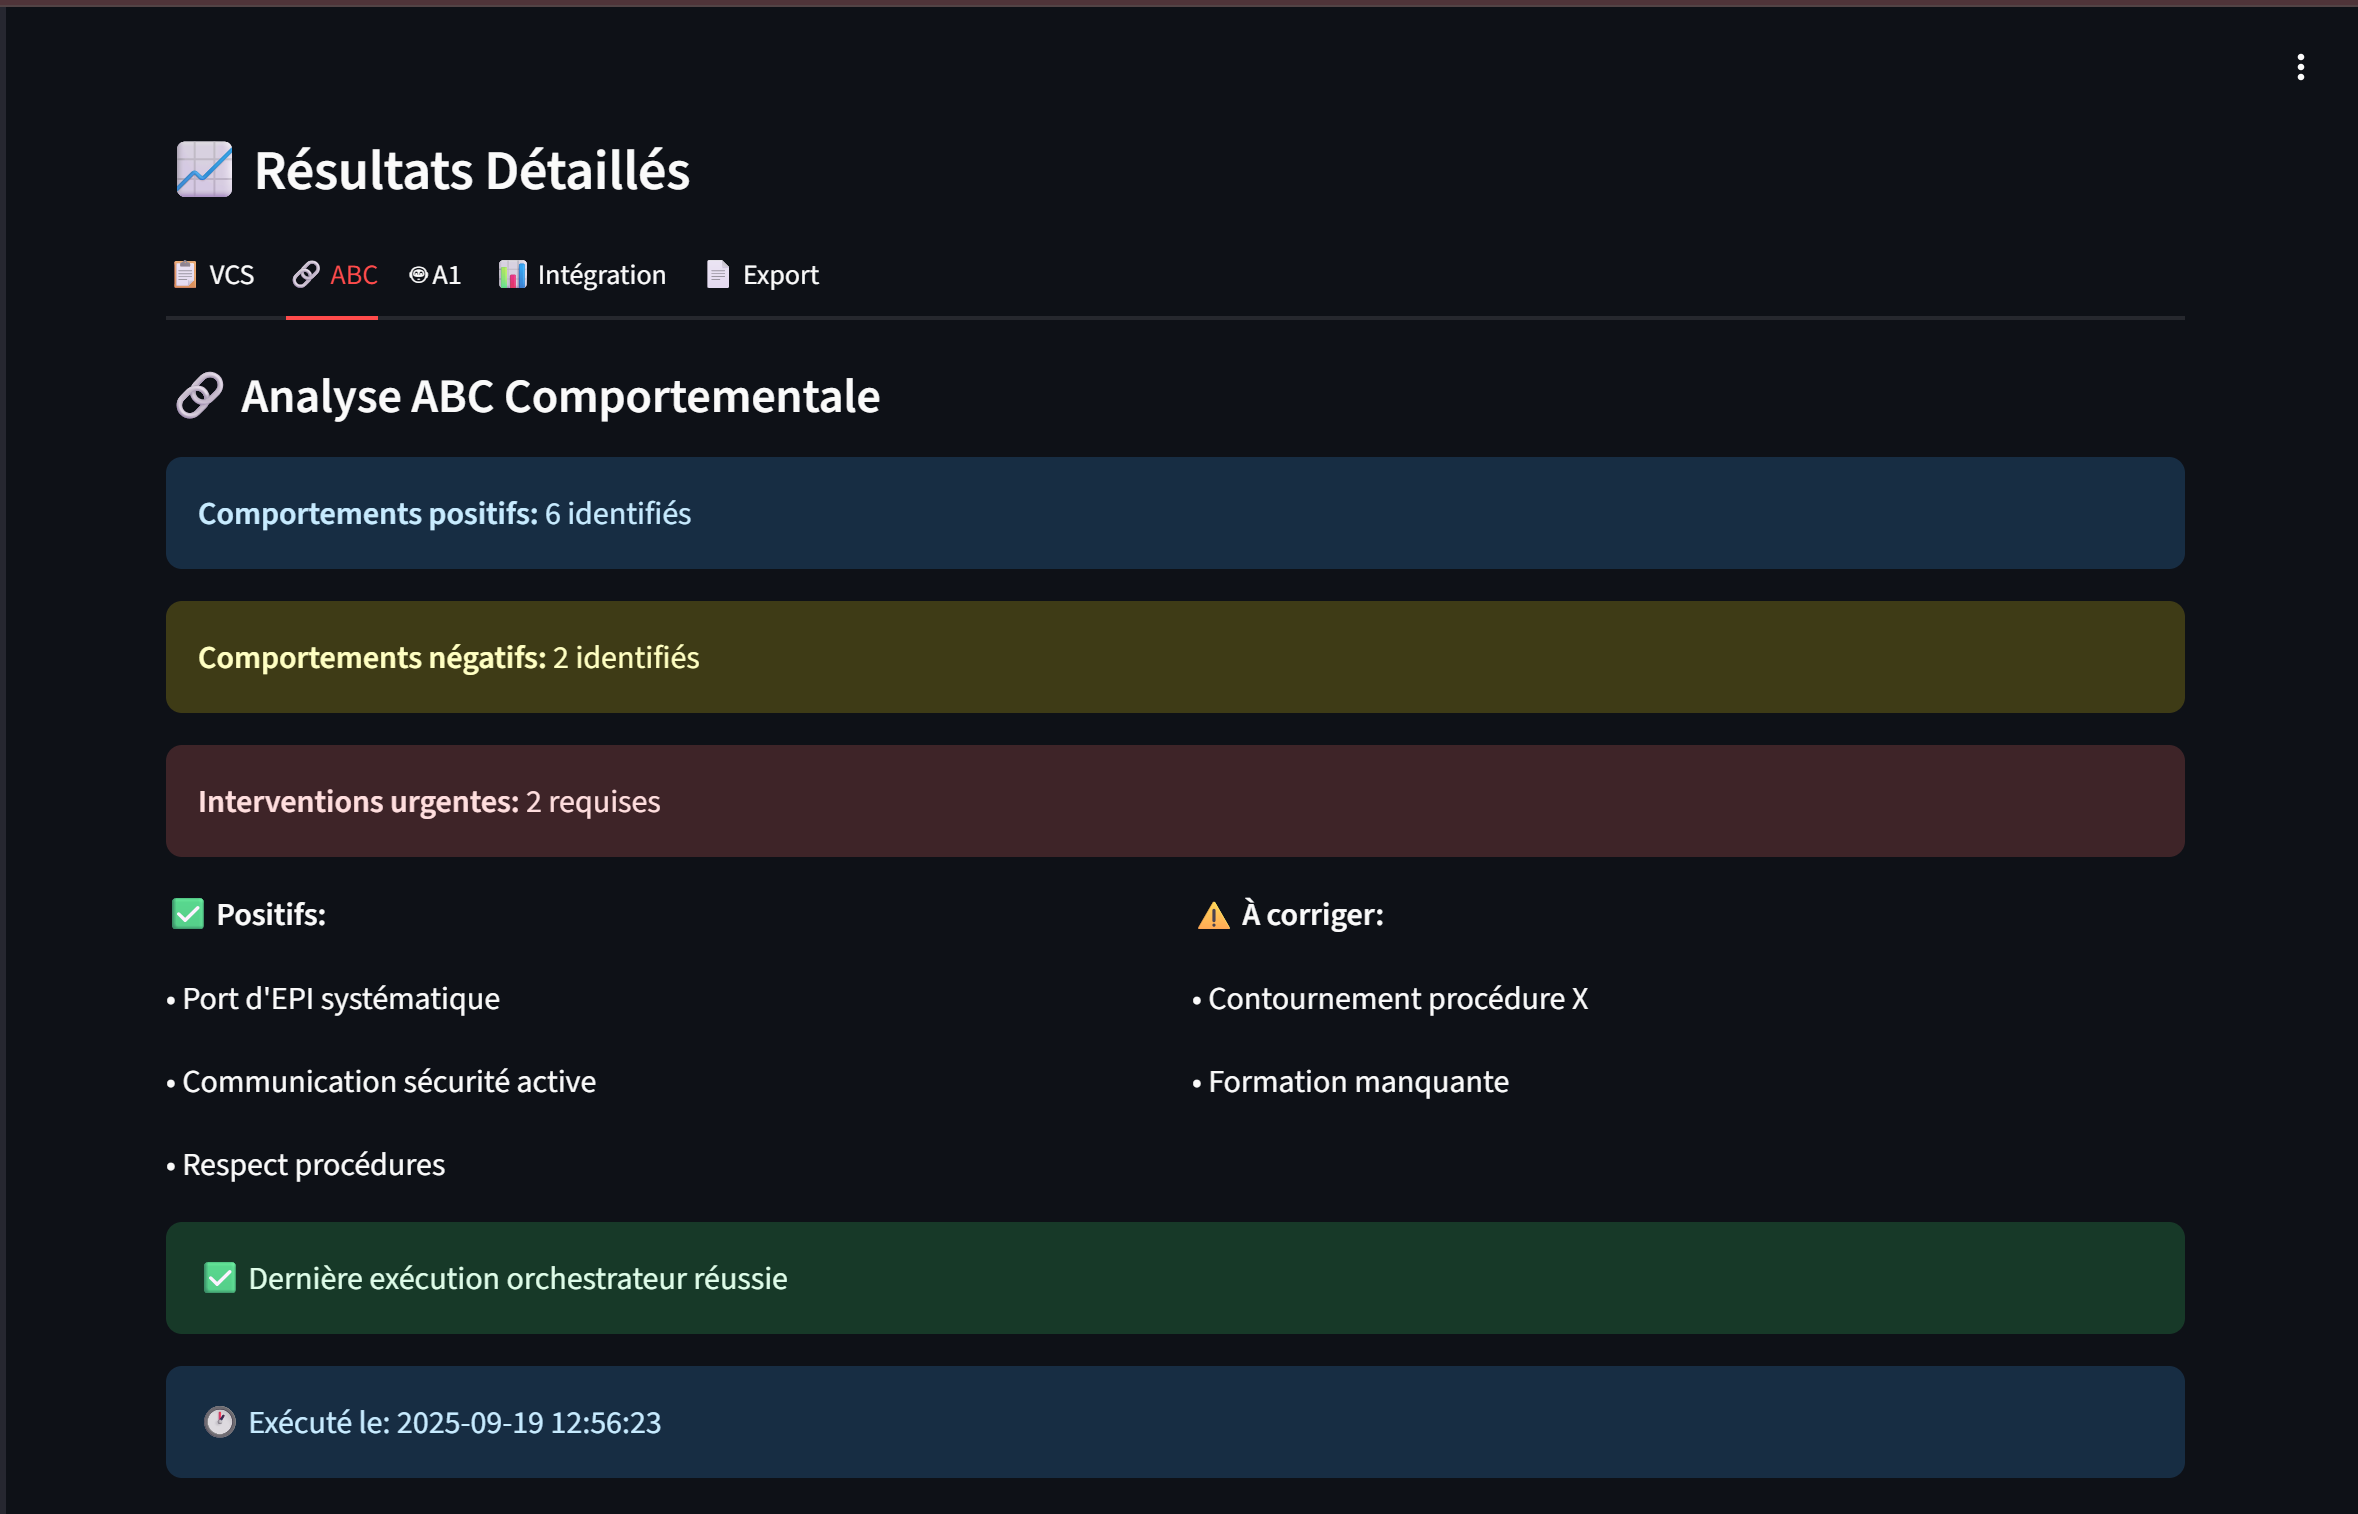 Résultats Détaillés
VCS ABC A1 Intégration Export
Analyse ABC Comportementale
Comportements positifs: 6 identifiés
Comportements négatifs: 2 identifiés
Interventions urgentes: 2 requises
Positifs:
• Port d'EPI systématique
• Communication sécurité active
• Respect procédures
À corriger:
• Contournement procédure X
• Formation manquante
Dernière exécution orchestrateur réussie
Exécuté le: 2025-09-19 12:56:23